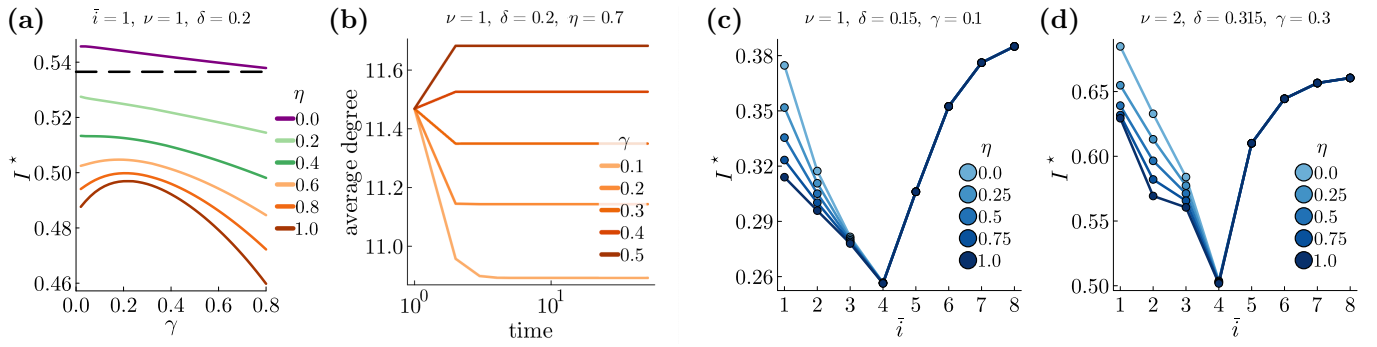 (a) ī = 1, ν = 1, δ = 0.2
I⋆
0.54
0.52
0.50
0.48
0.46
0.0 0.2 0.4 0.6 0.8
γ
η
0.0
0.2
0.4
0.6
0.8
1.0
(b) ν = 1, δ = 0.2, η = 0.7
average degree
11.6
11.4
11.2
11.0
10⁰ 10¹
time
γ
0.1
0.2
0.3
0.4
0.5
(c) ν = 1, δ = 0.15, γ = 0.1
I⋆
0.38
0.35
0.32
0.29
0.26
1 2 3 4 5 6 7 8
ī
η
0.0
0.25
0.5
0.75
1.0
(d) ν = 2, δ = 0.315, γ = 0.3
I⋆
0.65
0.60
0.55
0.50
1 2 3 4 5 6 7 8
ī
η
0.0
0.25
0.5
0.75
1.0